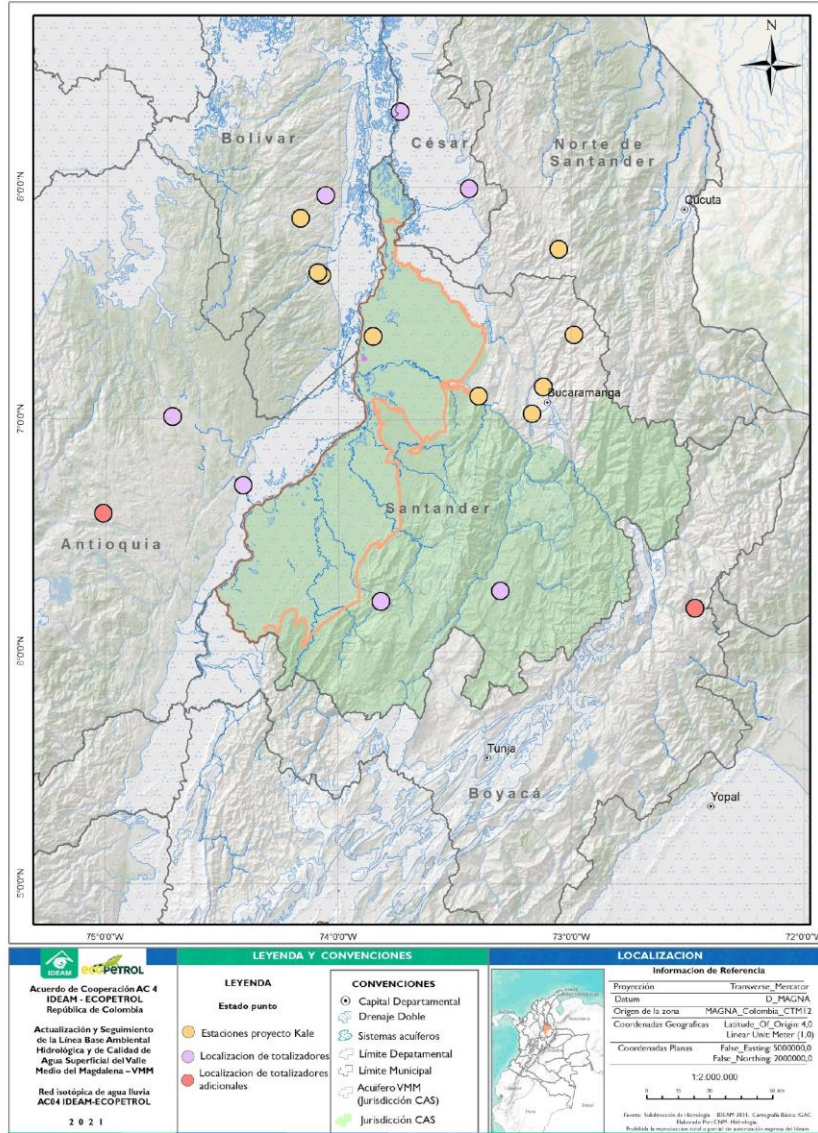 N
Bolívar
César
Norte de
Santander
Cúcuta
8°0'0"N
Bucaramanga
7°0'0"N
Santander
Antioquia
6°0'0"N
Tunja
Boyacá
Yopal
5°0'0"N
75°0'0"W
74°0'0"W
73°0'0"W
72°0'0"W
IDEAM
ecoPETROL
Acuerdo de Cooperación AC 4
IDEAM - ECOPETROL
República de Colombia
Actualización y Seguimiento
de la Línea Base Ambiental
Hidrológica y de Calidad de
Agua Superficial del Valle
Medio del Magdalena – VMM
Red isotópica de agua lluvia
AC04 IDEAM-ECOPETROL
2 0 2 1
LEYENDA Y CONVENCIONES
LEYENDA
Estado punto
Estaciones proyecto Kale
Localizacion de totalizadores
Localizacion de totalizadores
adicionales
CONVENCIONES
Capital Departamental
Drenaje Doble
Sistemas acuíferos
Límite Depatamental
Límite Municipal
Acuífero VMM
(Jurisdicción CAS)
Jurisdicción CAS
LOCALIZACION
Informacion de Referencia
Proyección Transverse_Mercator
Datum D_MAGNA
Origen de la zona MAGNA_Colombia_CTM12
Coordenadas Geograficas Latitude_Of_Origin: 4,0
Linear Unit: Meter (1,0)
Coordenadas Planas False_Easting: 5000000,0
False_Northing: 2000000,0
1:2.000.000